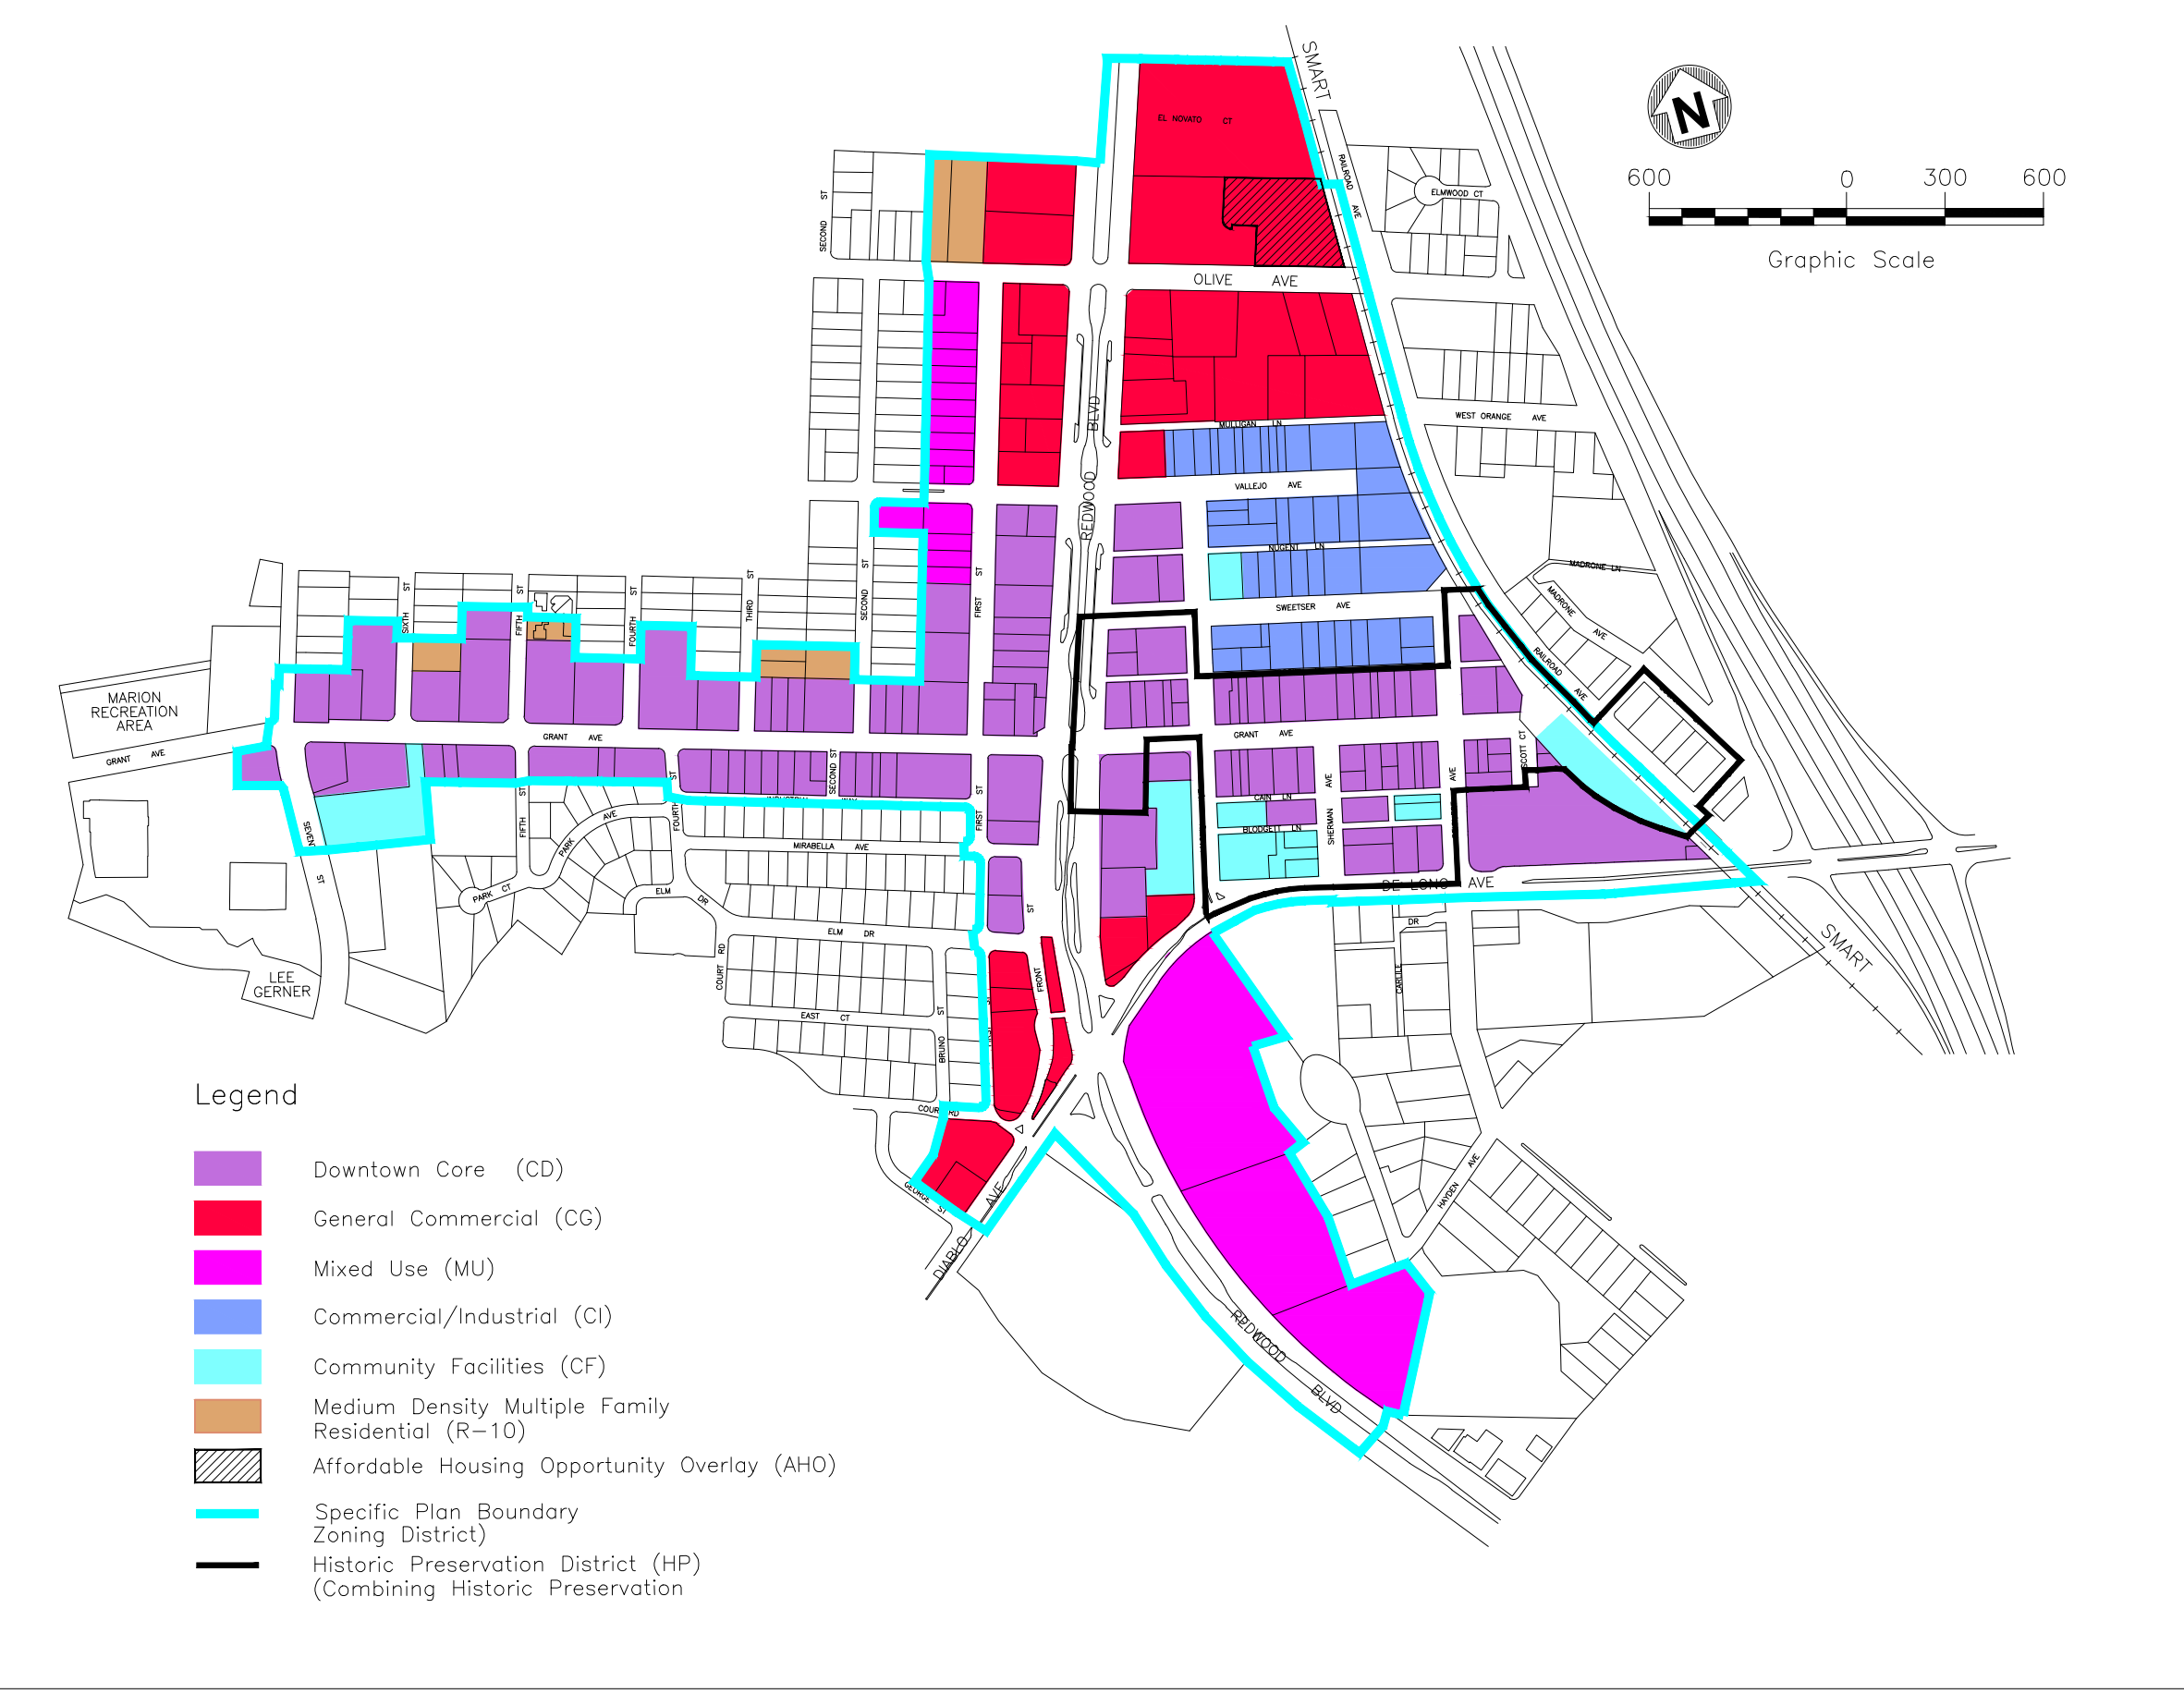 SMART
N
600 0 300 600
Graphic Scale
EL NOVATO CT
RAILROAD AVE
ELMWOOD CT
SECOND ST
OLIVE AVE
BLVD
REDWOOD
WEST ORANGE AVE
MULLIGAN LN
VALLEJO AVE
NUGENT LN
SWEETSER AVE
MADRONE LN
MADRONE AVE
RAILROAD AVE
SIXTH ST
FIFTH ST
FOURTH ST
THIRD ST
SECOND ST
FIRST ST
MARION
RECREATION
AREA
GRANT AVE
GRANT AVE
GRANT AVE
SCOTT CT
SECOND ST
FIFTH ST
FOURTH ST
FIRST ST
CAIN LN
BLODGETT LN
SHERMAN AVE
AVE
SEVEN
ST
PARK AVE
PARK CT
MIRABELLA AVE
ELM DR
ELM DR
DE LONG AVE
ST
DR
CARLILE
SMART
LEE
GERNER
COURT RD
FRONT
EAST CT
BRUNO ST
COURT RD
GEORGE ST
DIABLO AVE
HAYDEN AVE
REDWOOD
BLVD
Legend
Downtown Core (CD)
General Commercial (CG)
Mixed Use (MU)
Commercial/Industrial (CI)
Community Facilities (CF)
Medium Density Multiple Family
Residential (R-10)
Affordable Housing Opportunity Overlay (AHO)
Specific Plan Boundary
Zoning District)
Historic Preservation District (HP)
(Combining Historic Preservation